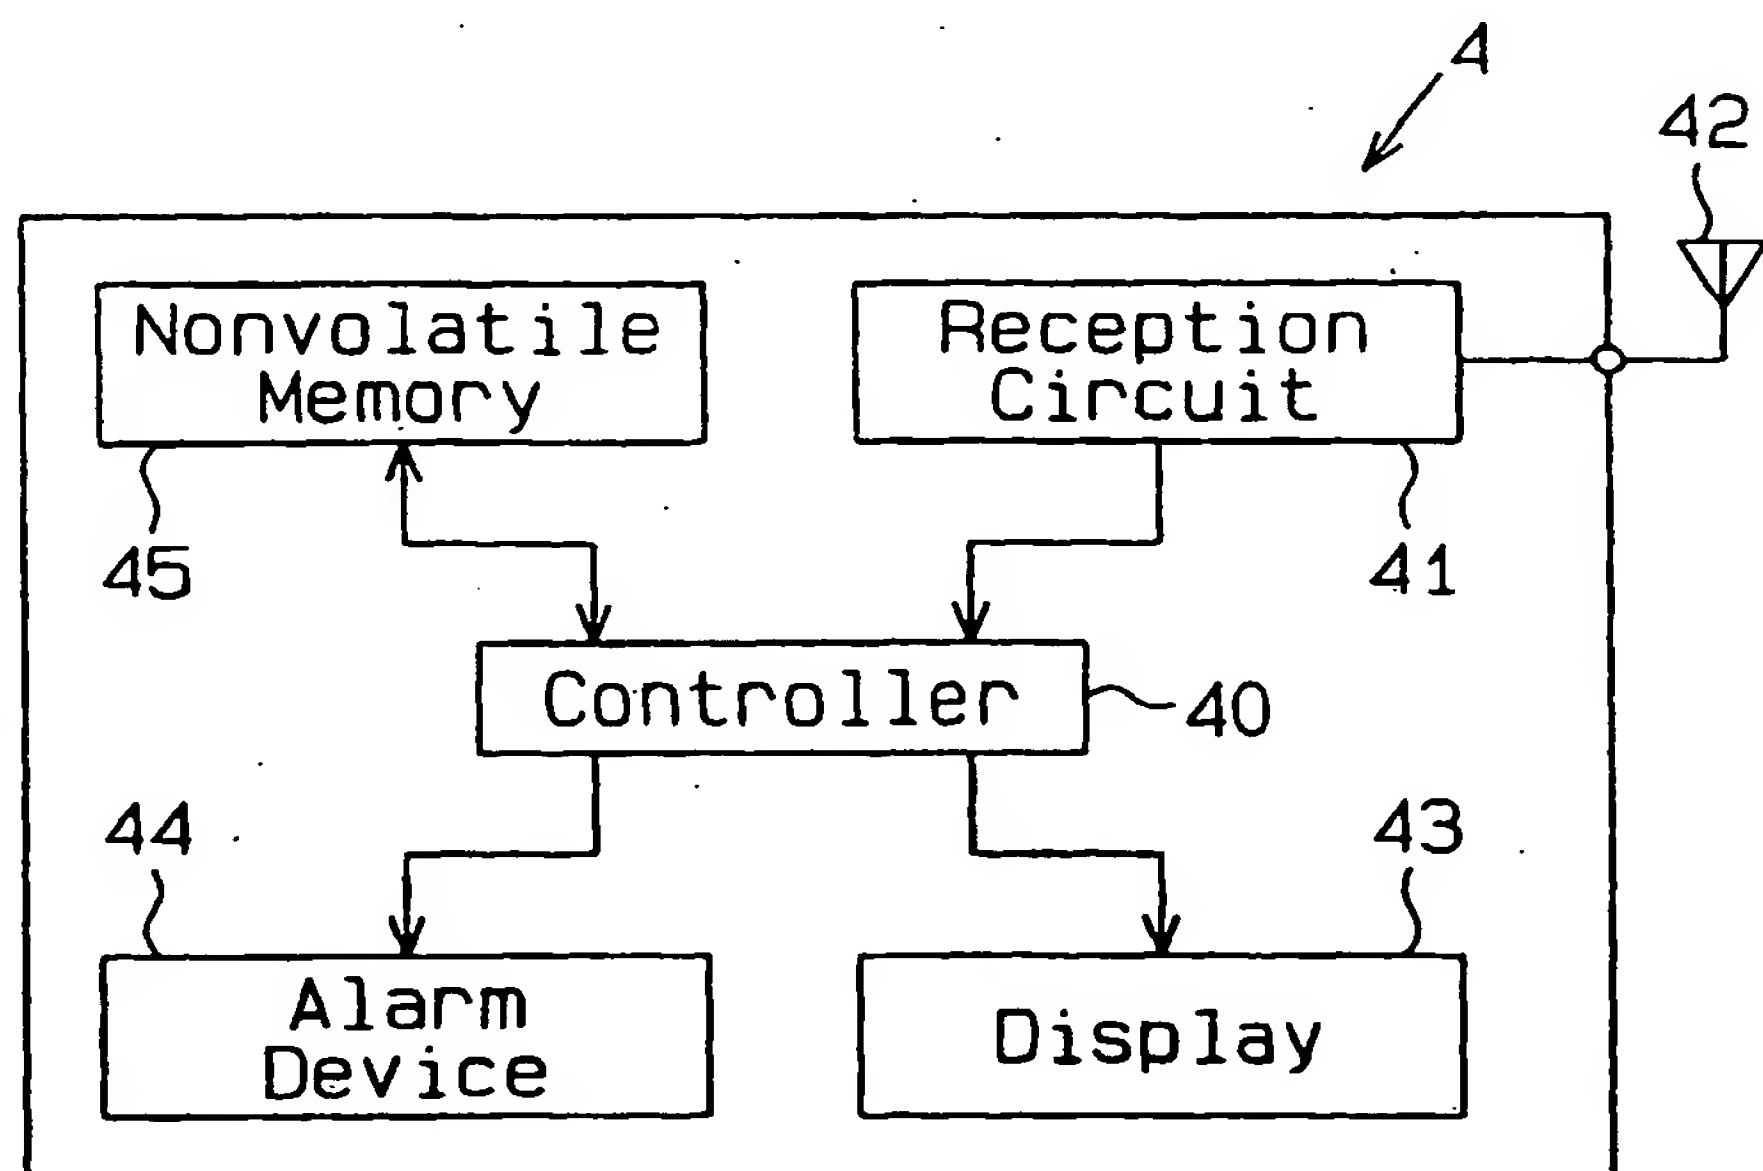 4
42
Nonvolatile
Memory
Reception
Circuit
45
41
Controller
40
44
43
Alarm
Device
Display